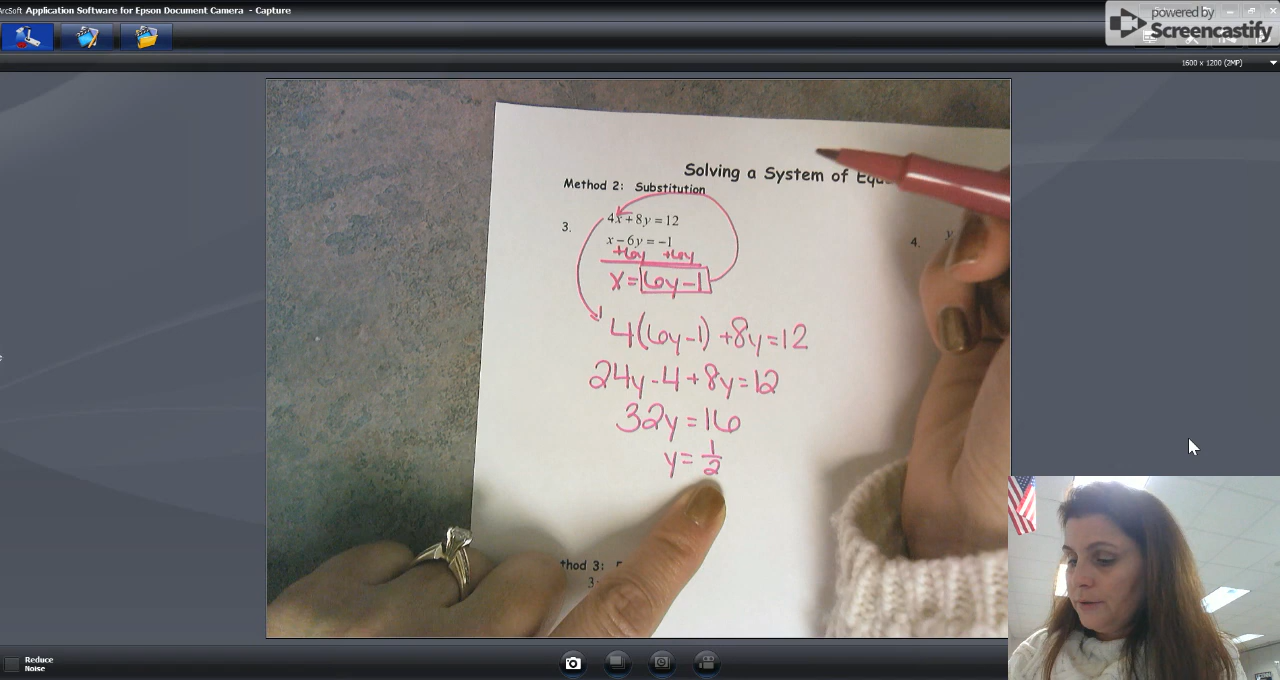 ArcSoft Application Software for Epson Document Camera - Capture
powered by
Screencastify
1600 x 1200 (2MP)
Solving a System of Equ
Method 2: Substitution
3.
4x + 8y = 12
x - 6y = -1
+6y +6y
x = 6y - 1
4.
y
4(6y-1) + 8y = 12
24y - 4 + 8y = 12
32y = 16
y = 1/2
thod 3:
3
Reduce
Noise